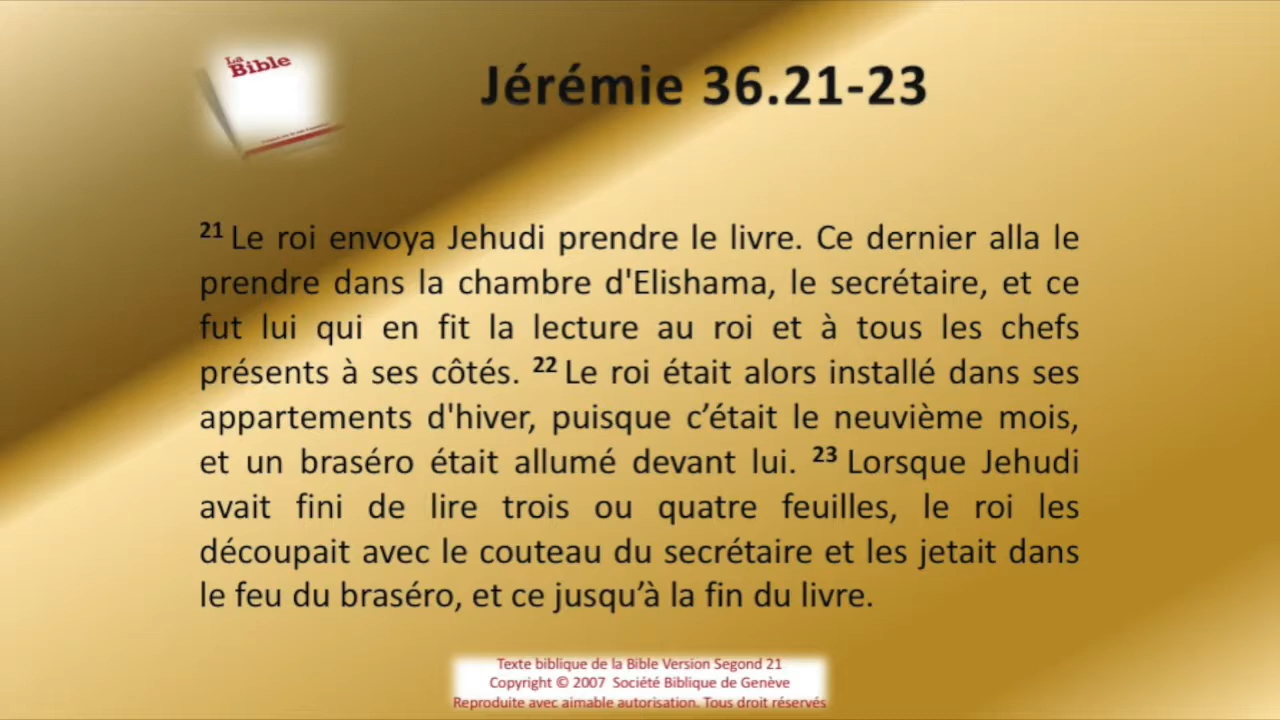 La
Bible
Jérémie 36.21-23
21 Le roi envoya Jehudi prendre le livre. Ce dernier alla le
prendre dans la chambre d'Elishama, le secrétaire, et ce
fut lui qui en fit la lecture au roi et à tous les chefs
présents à ses côtés. 22 Le roi était alors installé dans ses
appartements d'hiver, puisque c’était le neuvième mois,
et un braséro était allumé devant lui. 23 Lorsque Jehudi
avait fini de lire trois ou quatre feuilles, le roi les
découpait avec le couteau du secrétaire et les jetait dans
le feu du braséro, et ce jusqu’à la fin du livre.
Texte biblique de la Bible Version Segond 21
Copyright © 2007 Société Biblique de Genève
Reproduite avec aimable autorisation. Tous droit réservés